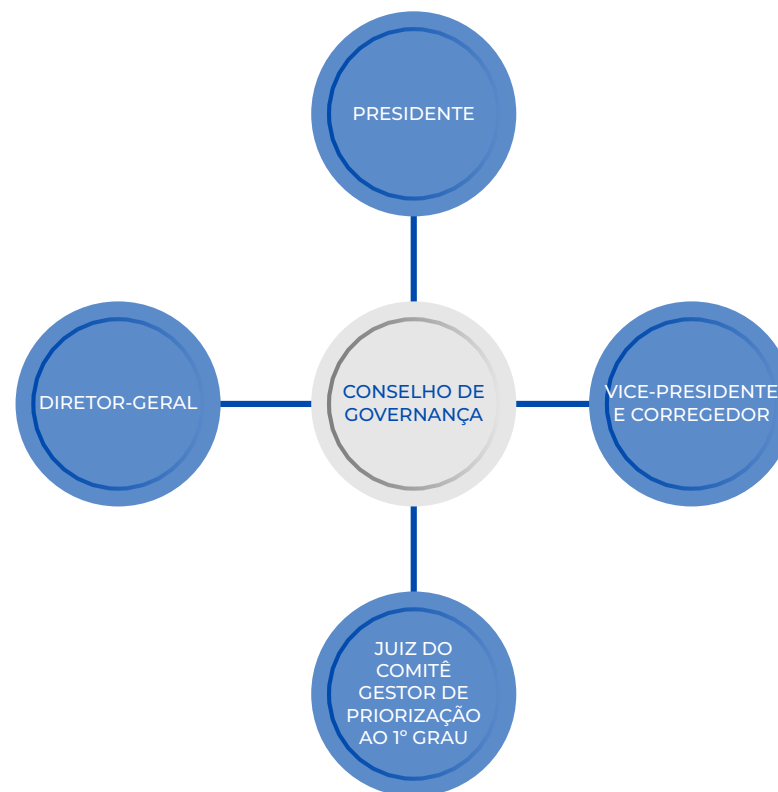 PRESIDENTE
DIRETOR-GERAL
CONSELHO DE
GOVERNANÇA
VICE-PRESIDENTE
E CORREGEDOR
JUIZ DO
COMITÊ
GESTOR DE
PRIORIZAÇÃO
AO 1º GRAU